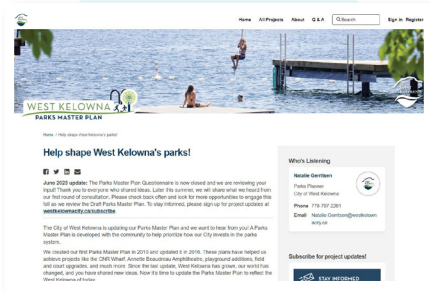 Home All Projects About Q & A Search Sign in Register
WEST KELOWNA
PARKS MASTER PLAN
Home / Help shape West Kelowna's parks!
Help shape West Kelowna's parks!
June 2023 update: The Parks Master Plan Questionnaire is now closed and we are reviewing your
input! Thank you to everyone who shared ideas. Later this summer, we will share what we heard from
our first round of consultation. Please check back often and look for more opportunities to engage this
fall as we review the Draft Parks Master Plan. To stay informed, please sign up for project updates at
westkelownacity.ca/subscribe
The City of West Kelowna is updating our Parks Master Plan and we want to hear from you! A Parks
Master Plan is developed with the community to help prioritize how our City invests in the parks
system.
We created our first Parks Master Plan in 2013 and updated it in 2016. These plans have helped us
achieve projects like the CNR Wharf, Annette Beaudreau Amphitheatre, playground additions, field
and court upgrades, and much more. Since the last update, West Kelowna has grown, our world has
changed, and you have shared new ideas. Now it's time to update the Parks Master Plan to reflect the
West Kelowna of today.
Who's Listening
Natalie Gerritsen
Parks Planner
City of West Kelowna
Phone 778-797-2281
Email Natalie.Gerritsen@westkelown
acity.ca
Subscribe for project updates!
STAY INFORMED